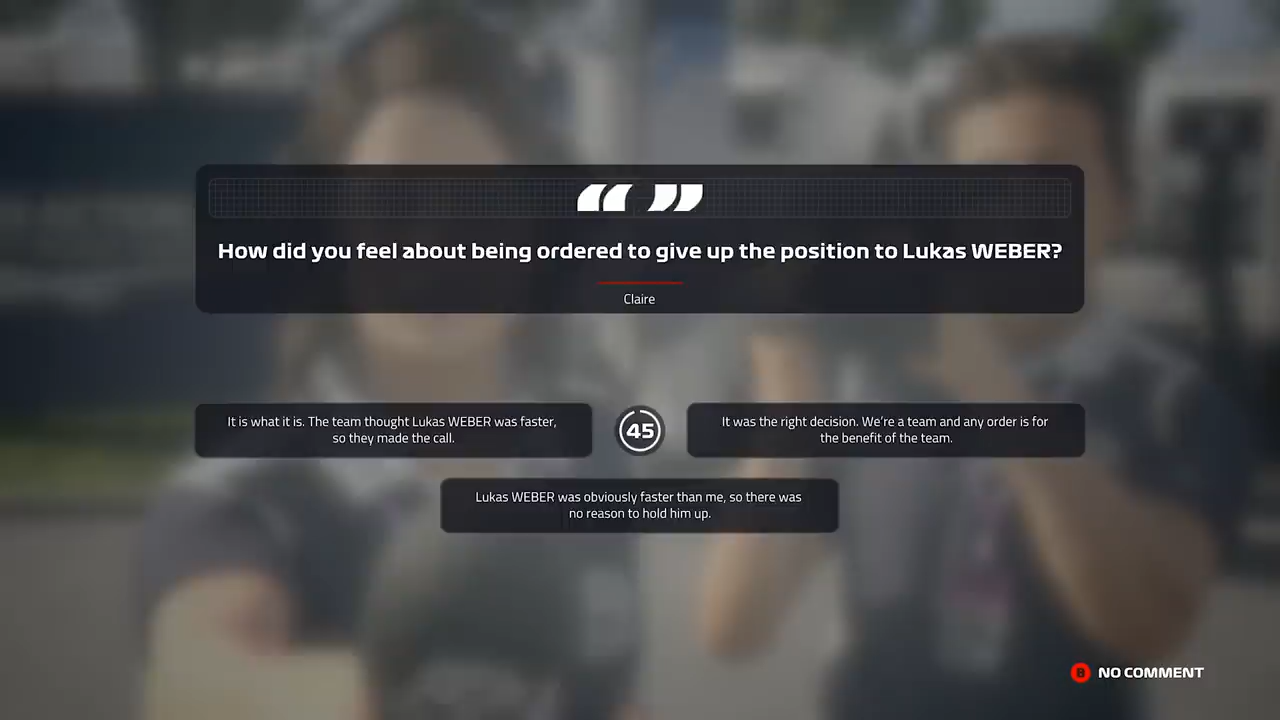 How did you feel about being ordered to give up the position to Lukas WEBER?
Claire
It is what it is. The team thought Lukas WEBER was faster,
so they made the call.
45
It was the right decision. We're a team and any order is for
the benefit of the team.
Lukas WEBER was obviously faster than me, so there was
no reason to hold him up.
B NO COMMENT